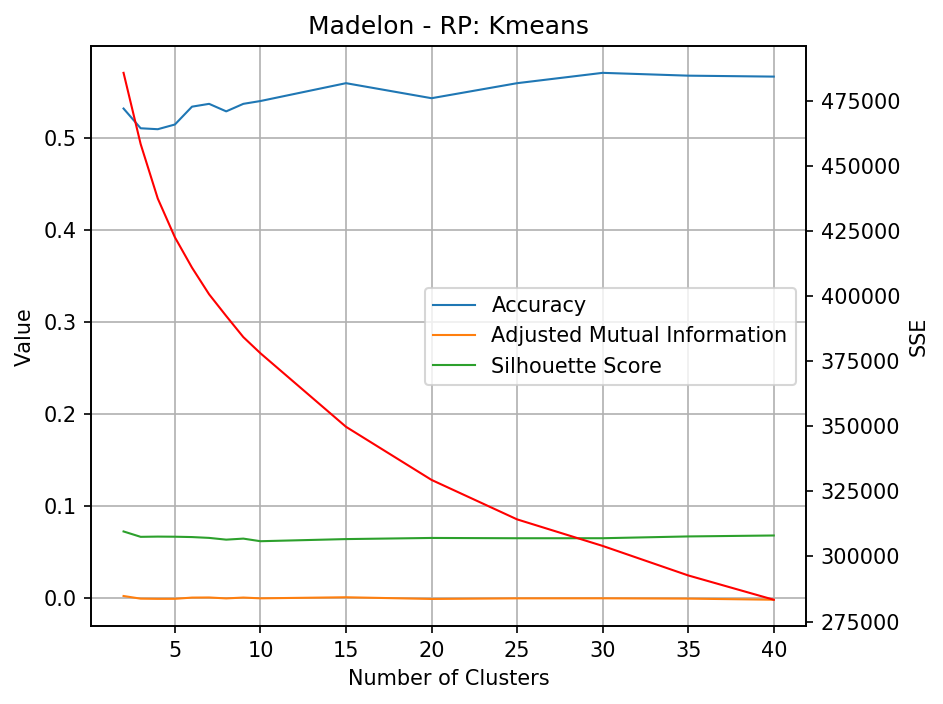 Madelon - RP: Kmeans
0.5
0.4
0.3
0.2
0.1
0.0
Value
Accuracy
Adjusted Mutual Information
Silhouette Score
475000
450000
425000
400000
375000
350000
325000
300000
275000
SSE
5 10 15 20 25 30 35 40
Number of Clusters